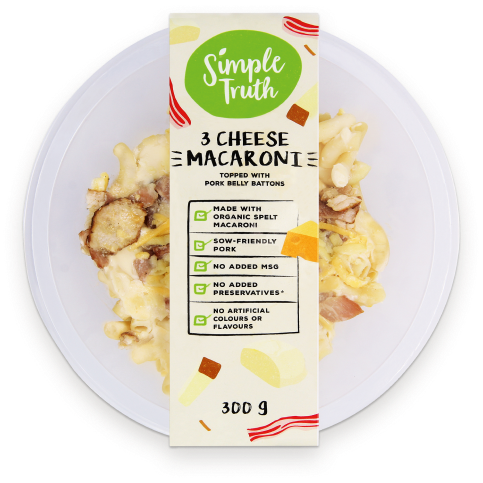 Simple
Truth
3 CHEESE
MACARONI
TOPPED WITH
PORK BELLY BATTONS
MADE WITH
ORGANIC SPELT
MACARONI
SOW-FRIENDLY
PORK
NO ADDED MSG
NO ADDED
PRESERVATIVES^
NO ARTIFICIAL
COLOURS OR
FLAVOURS
300 g